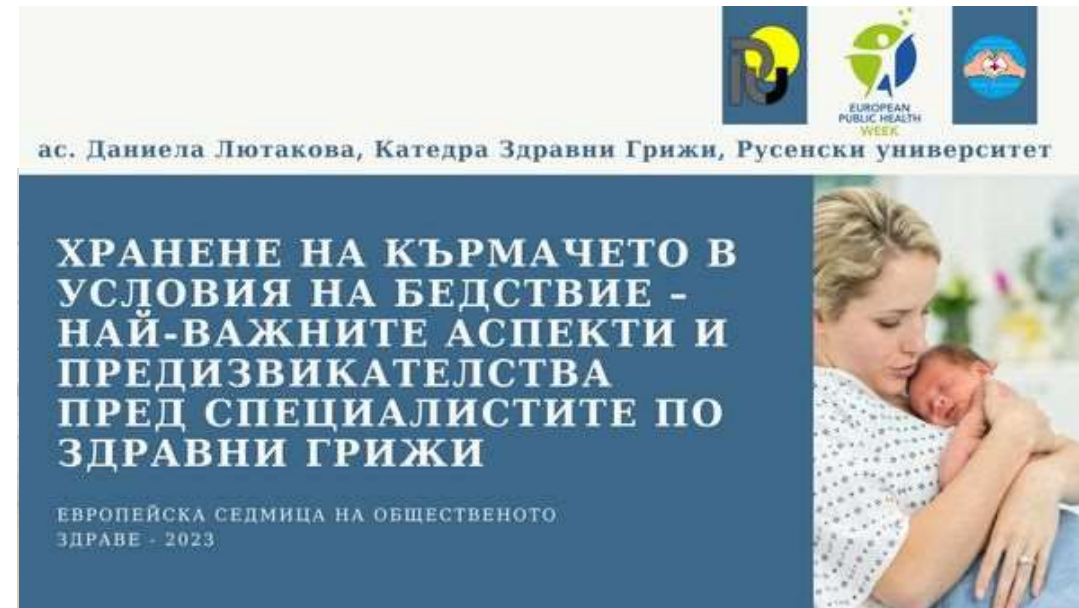 EUROPEAN
PUBLIC HEALTH
WEEK
ас. Даниела Лютакова, Катедра Здравни Грижи, Русенски университет
ХРАНЕНЕ НА КЪРМАЧЕТО В
УСЛОВИЯ НА БЕДСТВИЕ –
НАЙ-ВАЖНИТЕ АСПЕКТИ И
ПРЕДИЗВИКАТЕЛСТВА
ПРЕД СПЕЦИАЛИСТИТЕ ПО
ЗДРАВНИ ГРИЖИ
ЕВРОПЕЙСКА СЕДМИЦА НА ОБЩЕСТВЕНОТО
ЗДРАВЕ - 2023